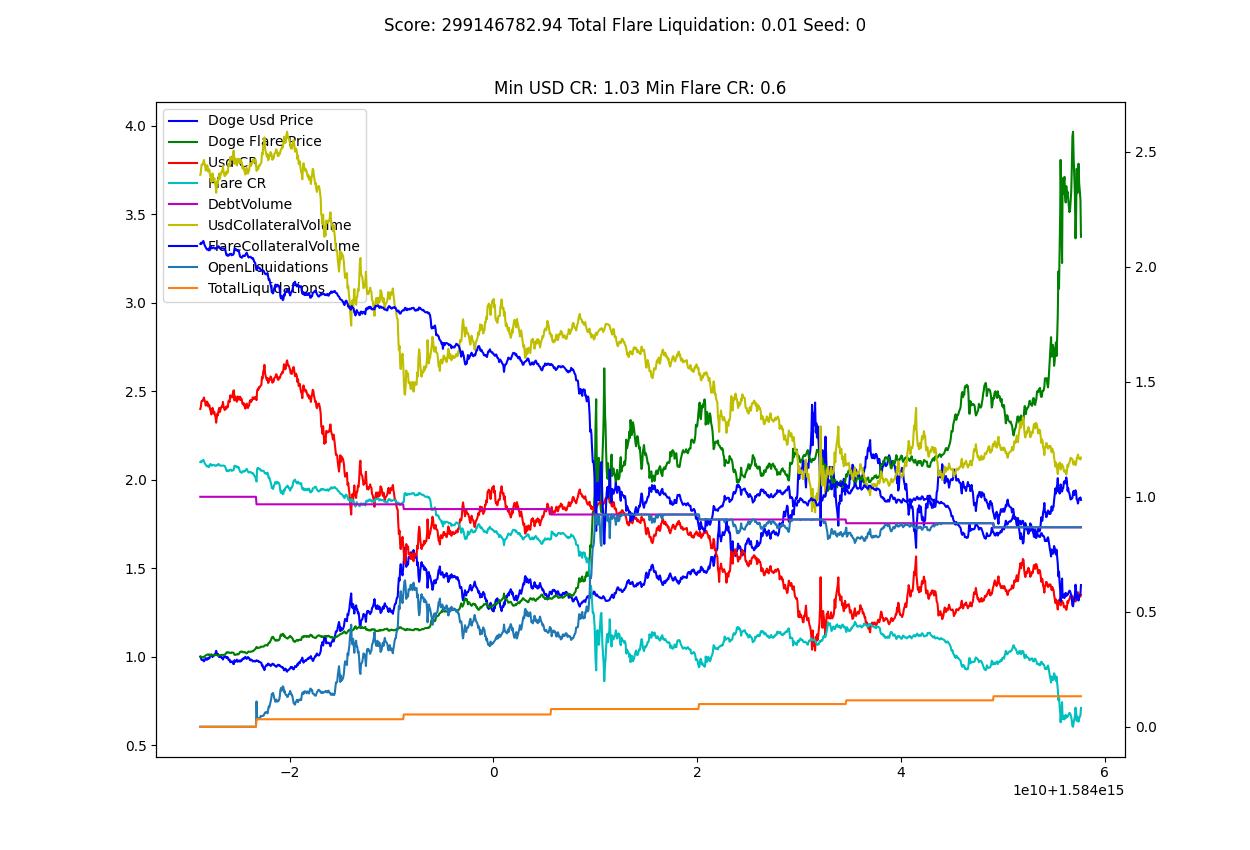 Score: 299146782.94 Total Flare Liquidation: 0.01 Seed: 0
Min USD CR: 1.03 Min Flare CR: 0.6
Doge Usd Price
Doge Flare Price
Usd CR
Flare CR
DebtVolume
UsdCollateralVolume
FlareCollateralVolume
OpenLiquidations
TotalLiquidations
4.0
3.5
3.0
2.5
2.0
1.5
1.0
0.5
2.5
2.0
1.5
1.0
0.5
0.0
−2 0 2 4 6
1e10+1.584e15